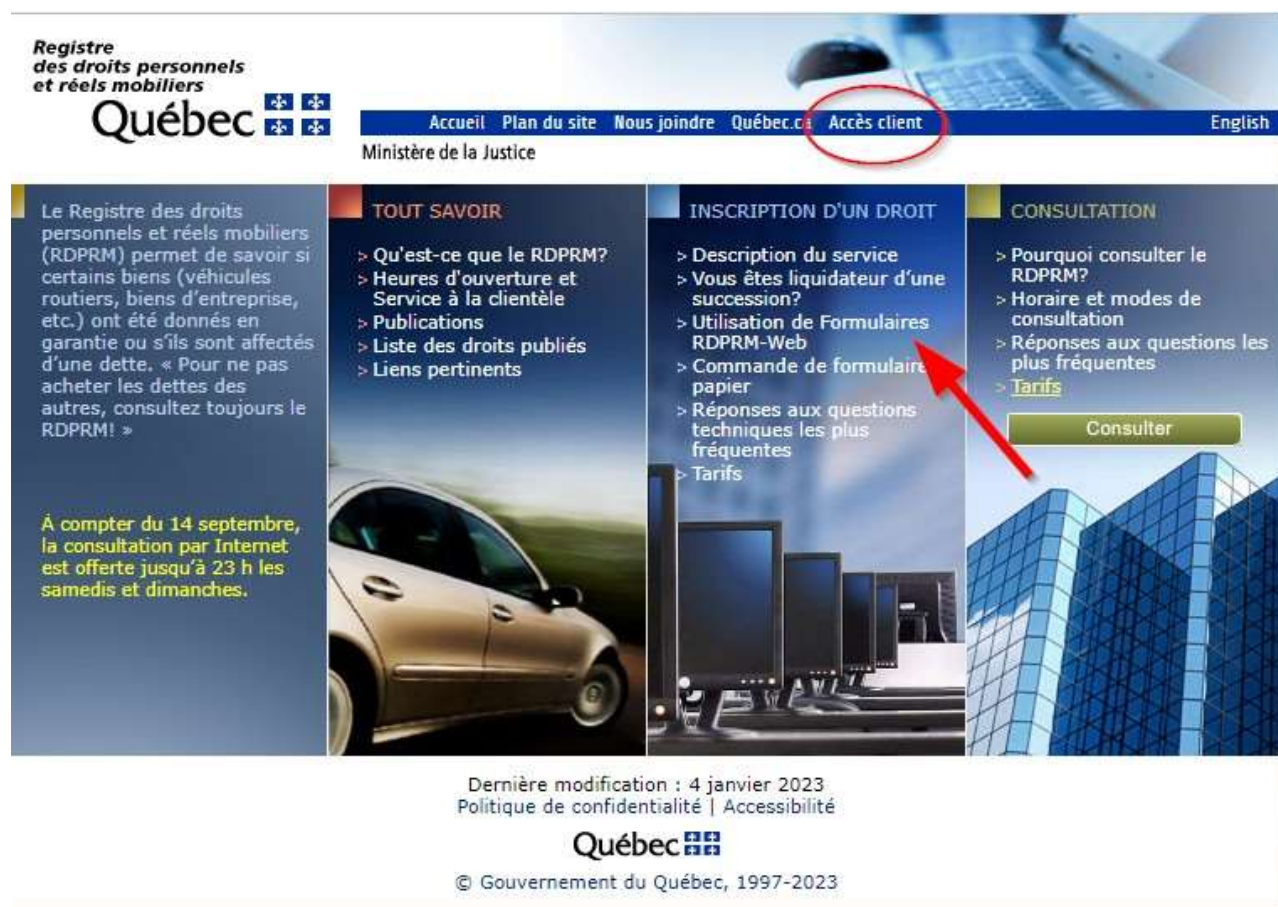 Registre
des droits personnels
et réels mobiliers
Québec
Accueil Plan du site Nous joindre Québec.ca Accès client English
Ministère de la Justice
Le Registre des droits
personnels et réels mobiliers
(RDPRM) permet de savoir si
certains biens (véhicules
routiers, biens d'entreprise,
etc.) ont été donnés en
garantie ou s'ils sont affectés
d'une dette. « Pour ne pas
acheter les dettes des
autres, consultez toujours le
RDPRM! »
À compter du 14 septembre,
la consultation par Internet
est offerte jusqu'à 23 h les
samedis et dimanches.
TOUT SAVOIR
> Qu'est-ce que le RDPRM?
> Heures d'ouverture et
Service à la clientèle
> Publications
> Liste des droits publiés
> Liens pertinents
INSCRIPTION D'UN DROIT
> Description du service
> Vous êtes liquidateur d'une
succession?
> Utilisation de Formulaires
RDPRM-Web
> Commande de formulaire
papier
> Réponses aux questions
techniques les plus
fréquentes
> Tarifs
CONSULTATION
> Pourquoi consulter le
RDPRM?
> Horaire et modes de
consultation
> Réponses aux questions les
plus fréquentes
> Tarifs
Consulter
Dernière modification : 4 janvier 2023
Politique de confidentialité | Accessibilité
Québec
© Gouvernement du Québec, 1997-2023